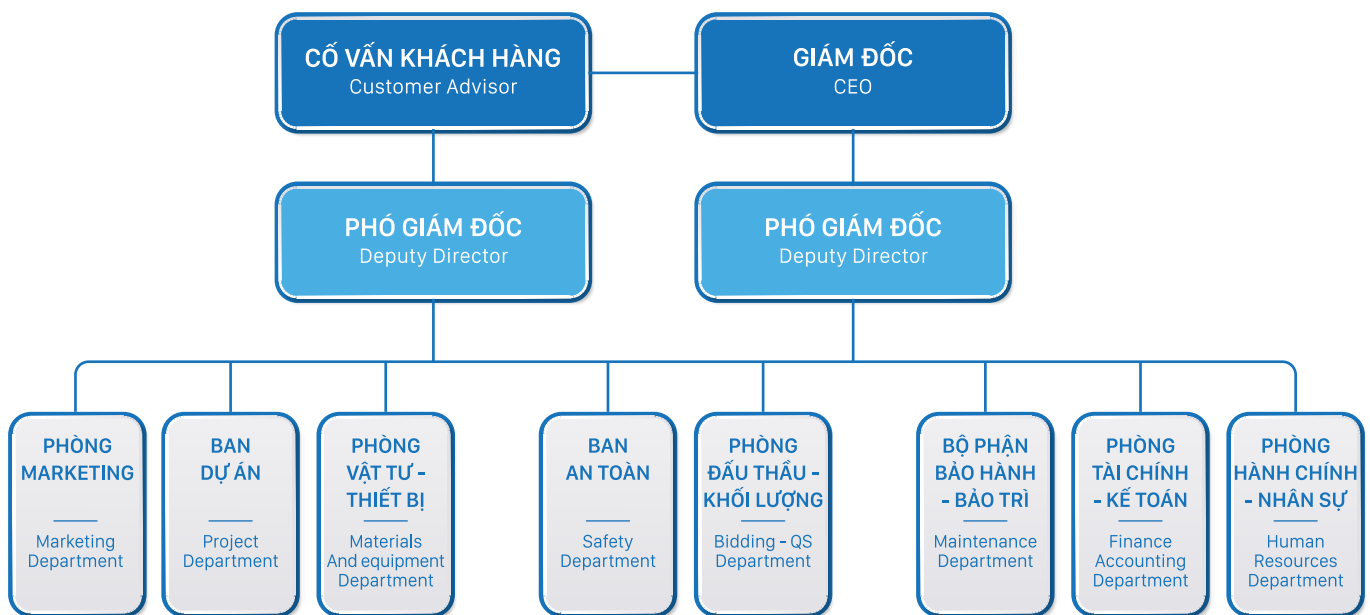 CỐ VẤN KHÁCH HÀNG
Customer Advisor
GIÁM ĐỐC
CEO
PHÓ GIÁM ĐỐC
Deputy Director
PHÓ GIÁM ĐỐC
Deputy Director
PHÒNG
MARKETING
Marketing
Department
BAN
DỰ ÁN
Project
Department
PHÒNG
VẬT TƯ -
THIẾT BỊ
Materials
And equipment
Department
BAN
AN TOÀN
Safety
Department
PHÒNG
ĐẤU THẦU -
KHỐI LƯỢNG
Bidding - QS
Department
BỘ PHẬN
BẢO HÀNH
- BẢO TRÌ
Maintenance
Department
PHÒNG
TÀI CHÍNH
- KẾ TOÁN
Finance
Accounting
Department
PHÒNG
HÀNH CHÍNH
- NHÂN SỰ
Human
Resources
Department